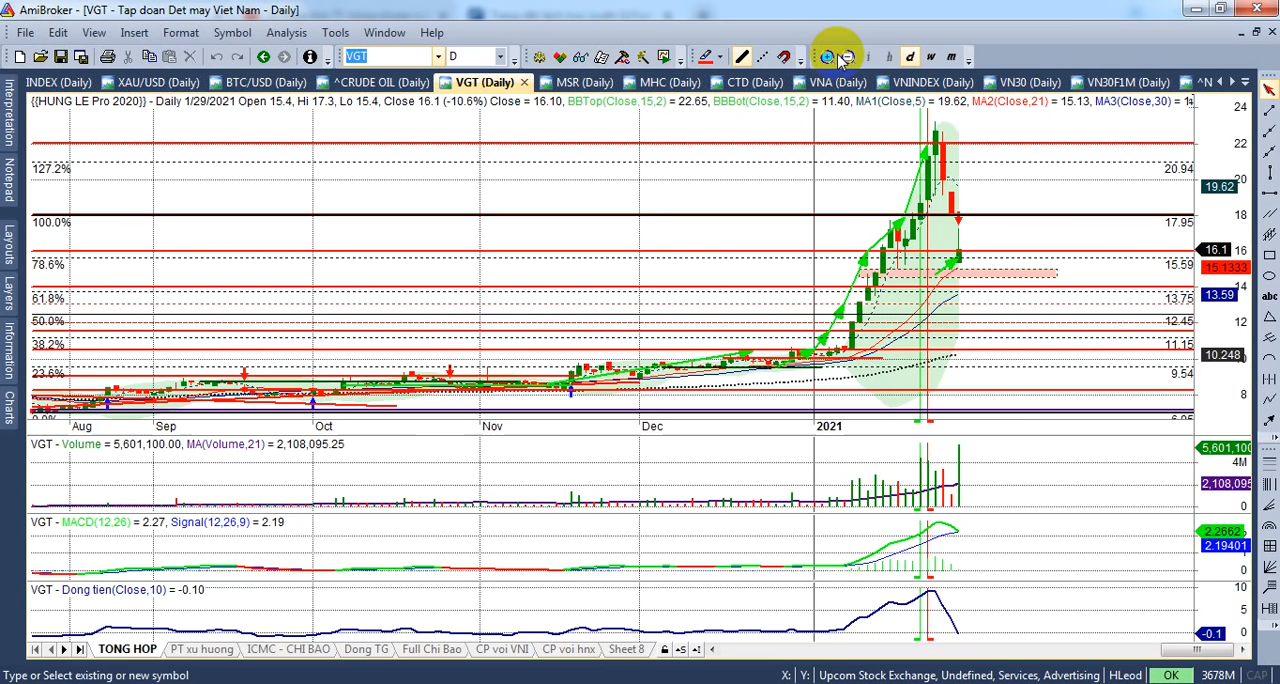 AmiBroker - [VGT - Tap doan Det may Viet Nam - Daily]
File Edit View Insert Format Symbol Analysis Tools Window Help
VGT D i h d w m
INDEX (Daily) XAU/USD (Daily) BTC/USD (Daily) ^CRUDE OIL (Daily) VGT (Daily) MSR (Daily) MHC (Daily) CTD (Daily) VNA (Daily) VNINDEX (Daily) VN30 (Daily) VN30F1M (Daily) ^N
{{HUNG LE Pro 2020}} - Daily 1/29/2021 Open 15.4, Hi 17.3, Lo 15.4, Close 16.1 (-10.6%) Close = 16.10, BBTop(Close,15,2) = 22.65, BBBot(Close,15,2) = 11.40, MA1(Close,5) = 19.62, MA2(Close,21) = 15.13, MA3(Close,30) =
24
22
127.2% 20.94
20
19.62
18
100.0% 17.95
16
16.1
78.6% 15.59
15.1333
14
61.8% 13.75
13.59
50.0% 12.45
12
38.2% 11.15
10.248
23.6% 9.54
8
Aug Sep Oct Nov Dec 2021
VGT - Volume = 5,601,100.00, MA(Volume,21) = 2,108,095.25
5,601,100
4M
2,108,095
0
VGT - MACD(12,26) = 2.27, Signal(12,26,9) = 2.19
2.2662
2.19401
0
VGT - Dong tien(Close,10) = -0.10
10
5
0
-0.1
TONG HOP PT xu huong ICMC - CHI BAO Dong TG Full Chi Bao CP voi VNI CP voi hnx Sheet 8
Type or Select existing or new symbol X: Y: Upcom Stock Exchange, Undefined, Services, Advertising HLeod OK 3678M CAP
Interpretation
Notepad
Layouts
Layers
Information
Charts
abc